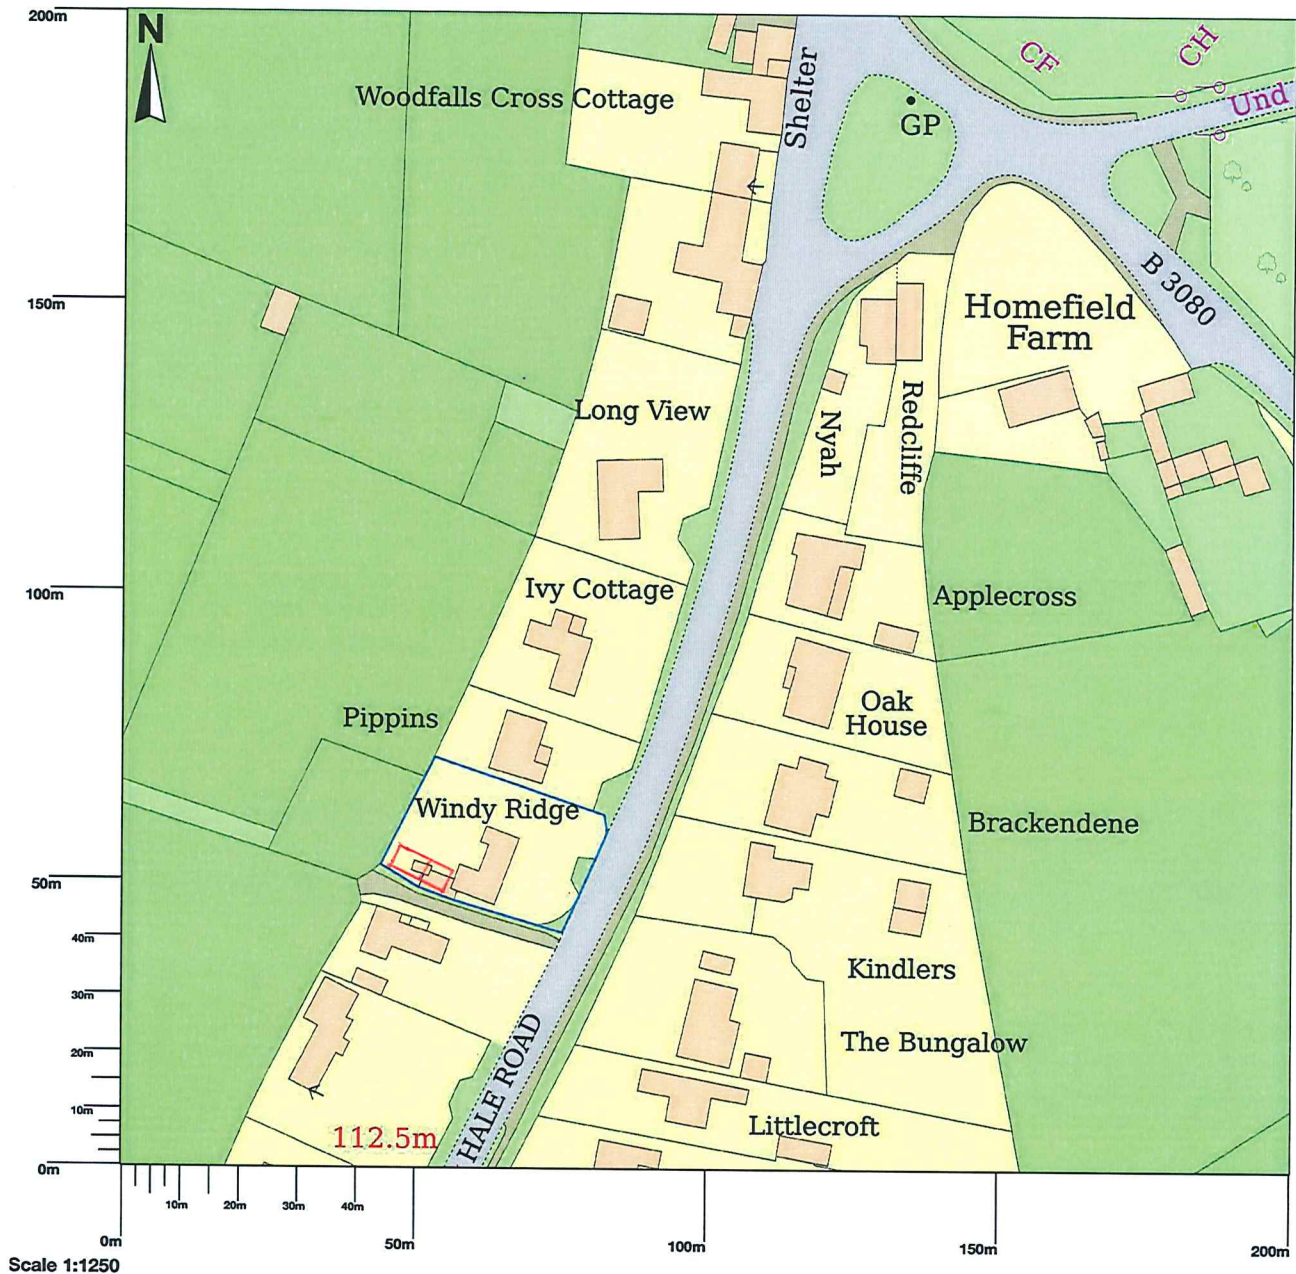 200m
N
CF
CH
Und
Woodfalls Cross Cottage
Shelter
GP
B 3080
150m
Homefield
Farm
Long View
Nyah
Redcliffe
100m
Ivy Cottage
Applecross
Oak
House
Pippins
Windy Ridge
Brackendene
50m
40m
Kindlers
30m
The Bungalow
20m
10m
HALE ROAD
Littlecroft
112.5m
0m
10m
20m
30m
40m
0m
50m
100m
150m
200m
Scale 1:1250